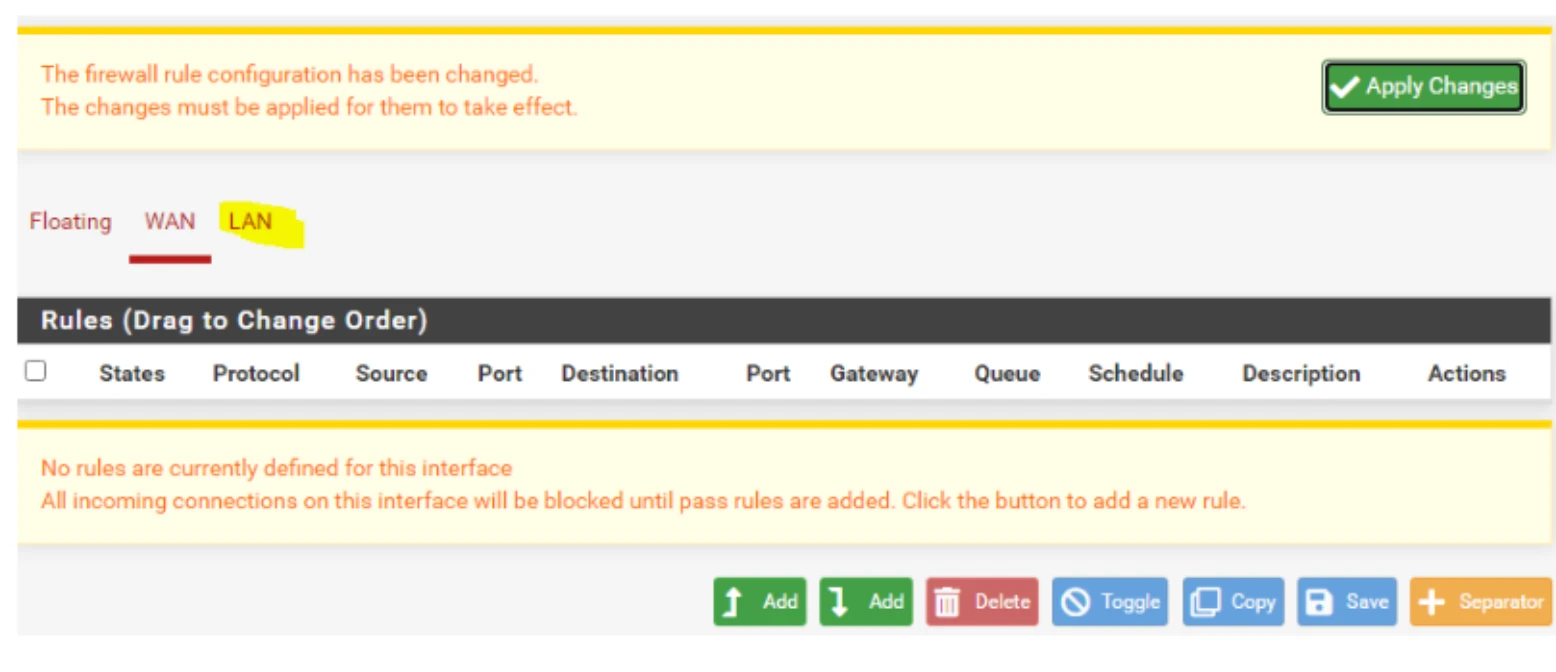 The firewall rule configuration has been changed.
The changes must be applied for them to take effect.
Apply Changes
Floating WAN LAN
Rules (Drag to Change Order)
States Protocol Source Port Destination Port Gateway Queue Schedule Description Actions
No rules are currently defined for this interface
All incoming connections on this interface will be blocked until pass rules are added. Click the button to add a new rule.
Add Add Delete Toggle Copy Save Separator